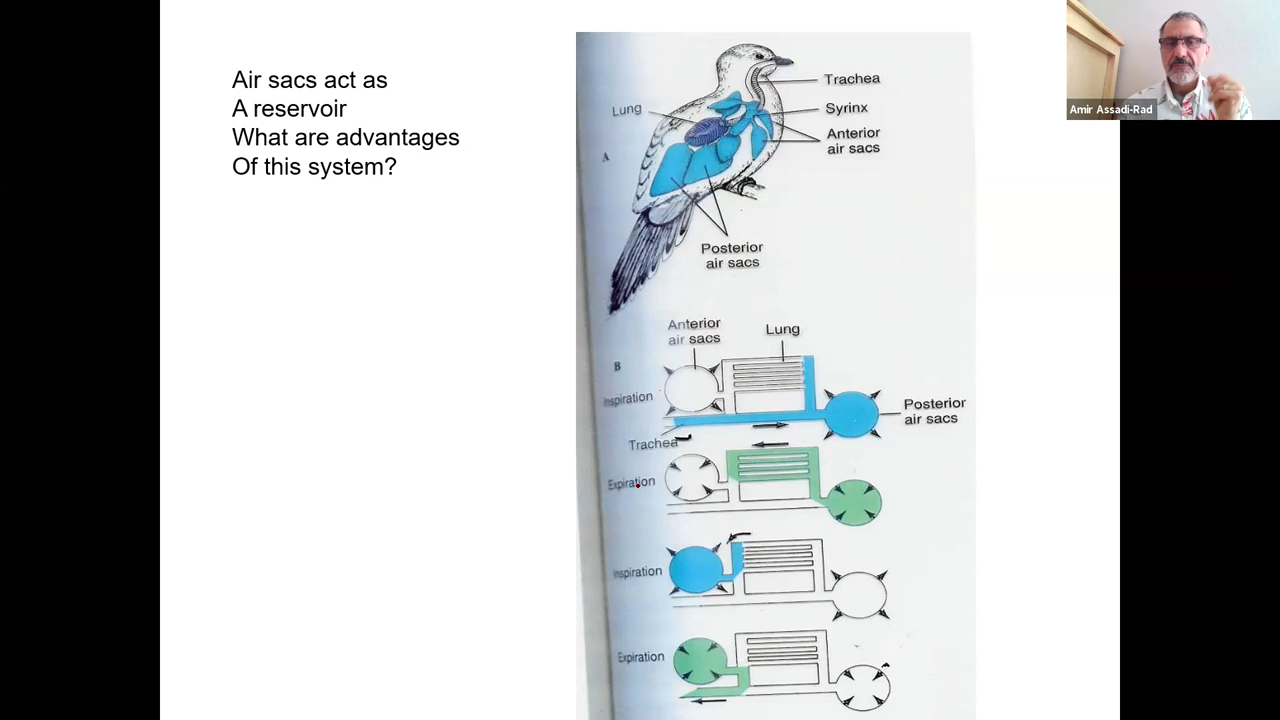 Air sacs act as
A reservoir
What are advantages
Of this system?
Trachea
Lung
Syrinx
Anterior
air sacs
A
Posterior
air sacs
Anterior
air sacs
Lung
B
Inspiration
Posterior
air sacs
Trachea
Expiration
Inspiration
Expiration
Amir Assadi-Rad